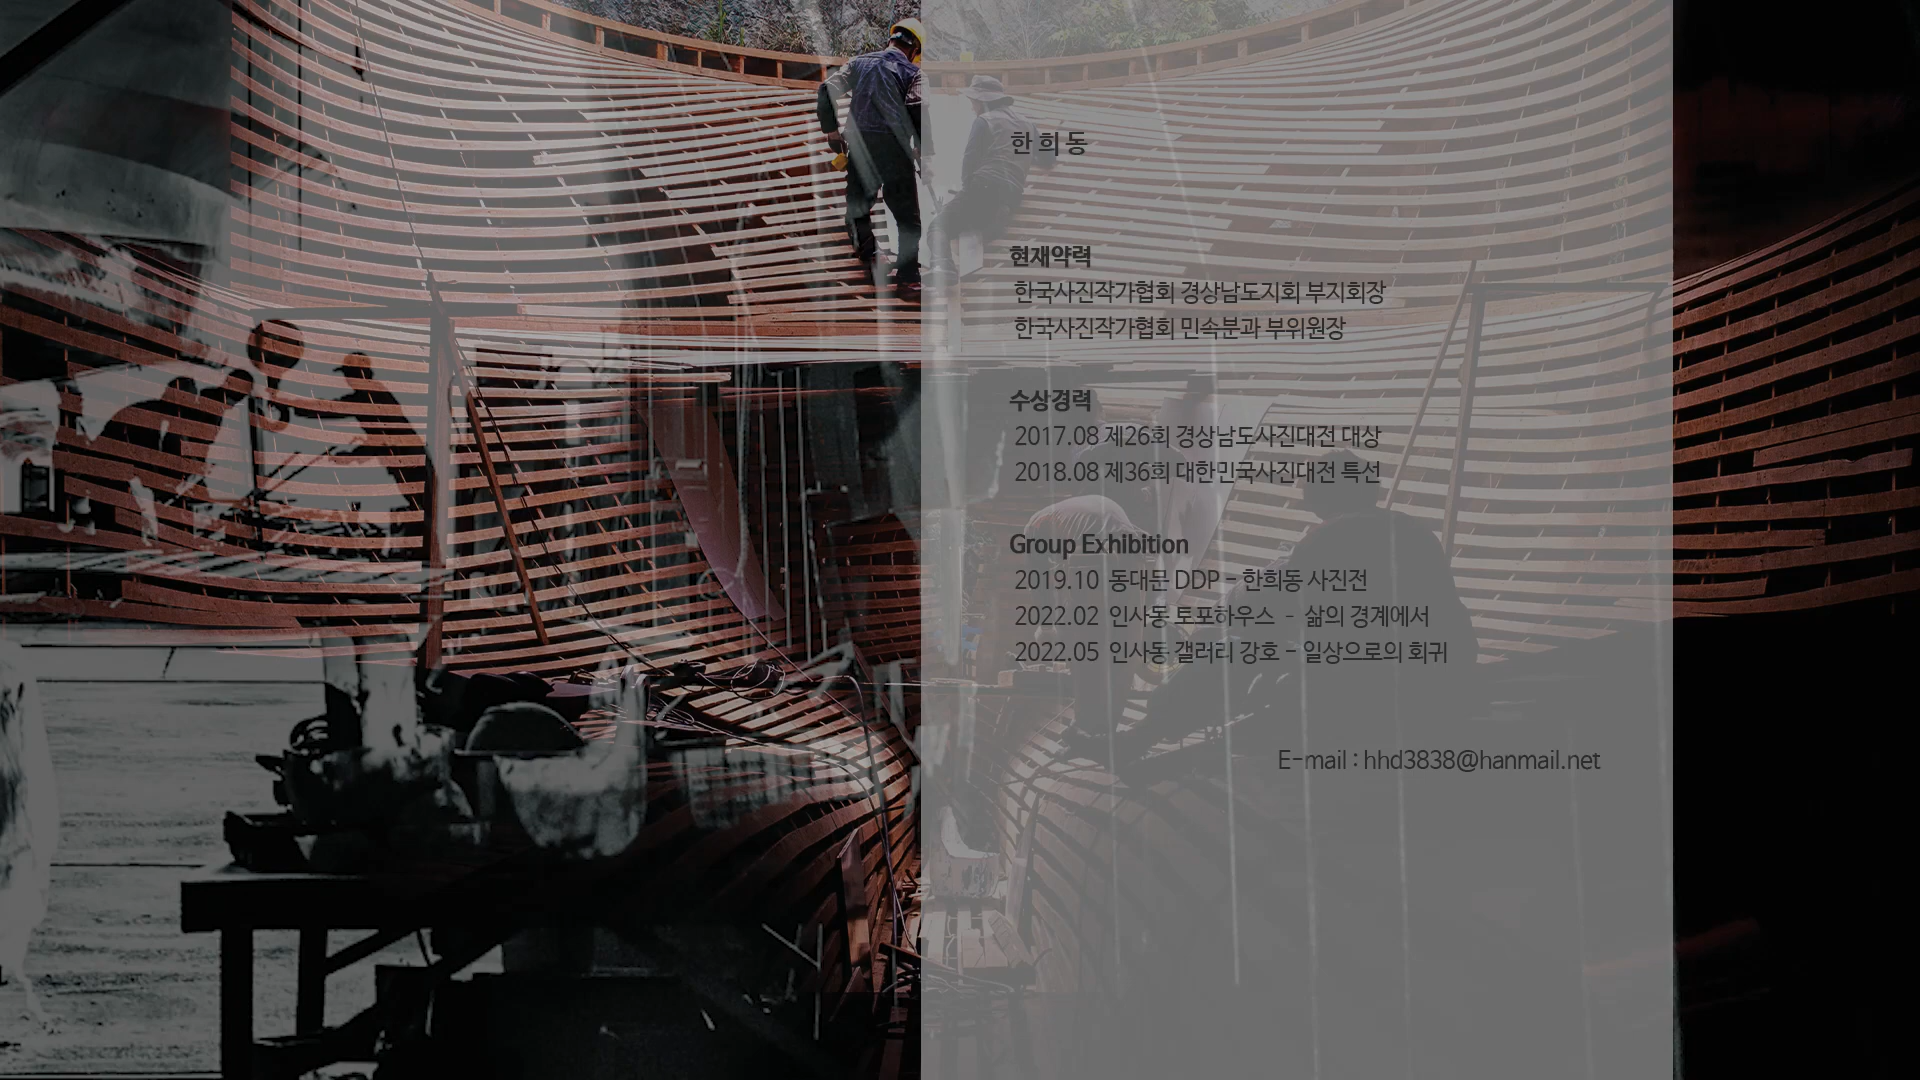 한 희 동
현재약력
한국사진작가협회 경상남도지회 부지회장
한국사진작가협회 민속분과 부위원장
수상경력
2017.08 제26회 경상남도사진대전 대상
2018.08 제36회 대한민국사진대전 특선
Group Exhibition
2019.10 동대문 DDP - 한희동 사진전
2022.02 인사동 토포하우스 - 삶의 경계에서
2022.05 인사동 갤러리 강호 - 일상으로의 회귀
E-mail : hhd3838@hanmail.net